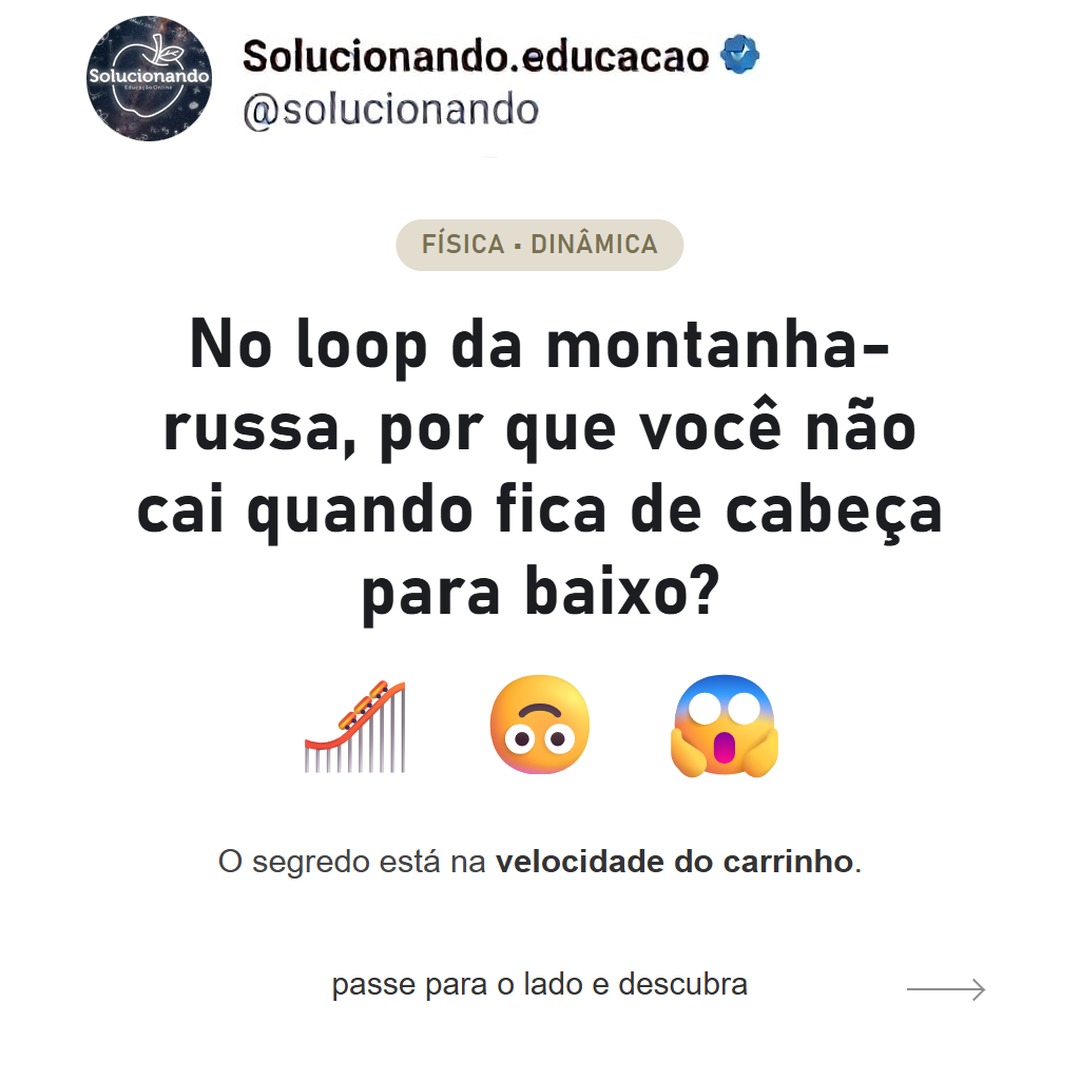 Solucionando
Educação Online
Solucionando.educacao
@solucionando
FÍSICA • DINÂMICA
No loop da montanha-
russa, por que você não
cai quando fica de cabeça
para baixo?
O segredo está na velocidade do carrinho.
passe para o lado e descubra